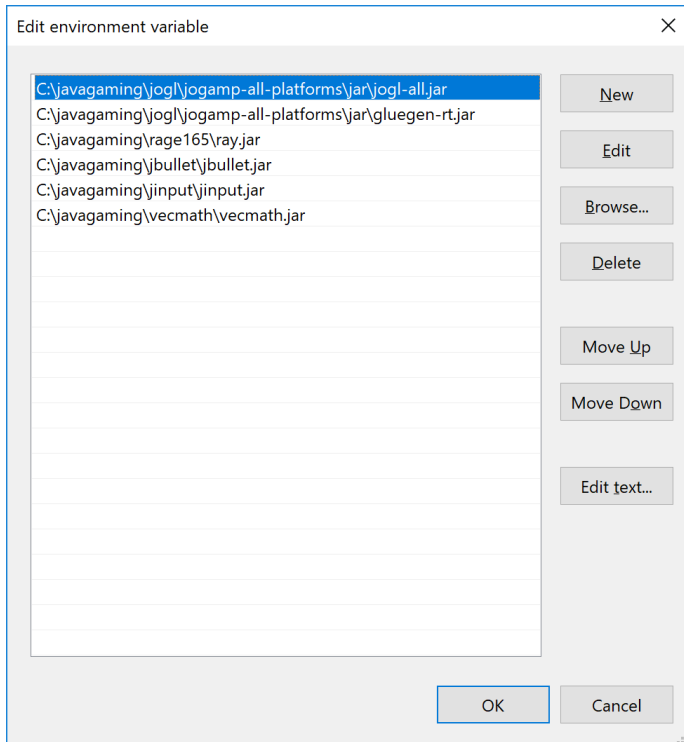 Edit environment variable
C:\javagaming\jogl\jogamp-all-platforms\jar\jogl-all.jar
C:\javagaming\jogl\jogamp-all-platforms\jar\gluegen-rt.jar
C:\javagaming\rage165\ray.jar
C:\javagaming\jbullet\jbullet.jar
C:\javagaming\jinput\jinput.jar
C:\javagaming\vecmath\vecmath.jar
New
Edit
Browse...
Delete
Move Up
Move Down
Edit text...
OK
Cancel